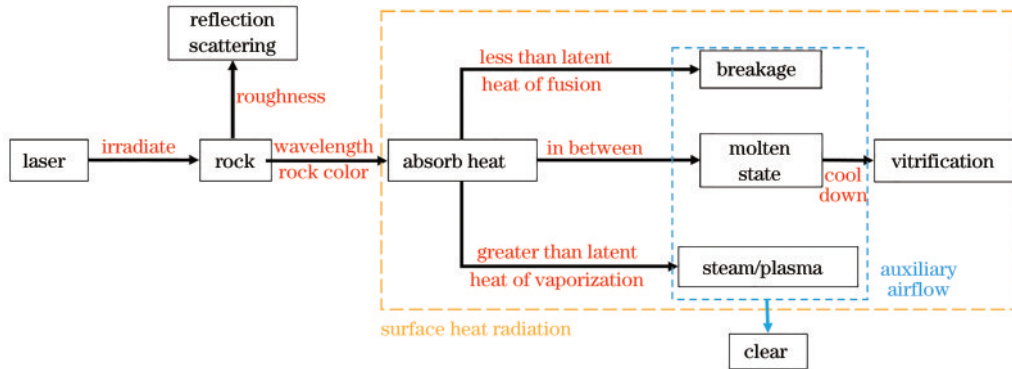 reflection
scattering
roughness
laser
irradiate
rock
wavelength
rock color
absorb heat
less than latent
heat of fusion
breakage
in between
molten
state
cool
down
vitrification
greater than latent
heat of vaporization
steam/plasma
auxiliary
airflow
surface heat radiation
clear